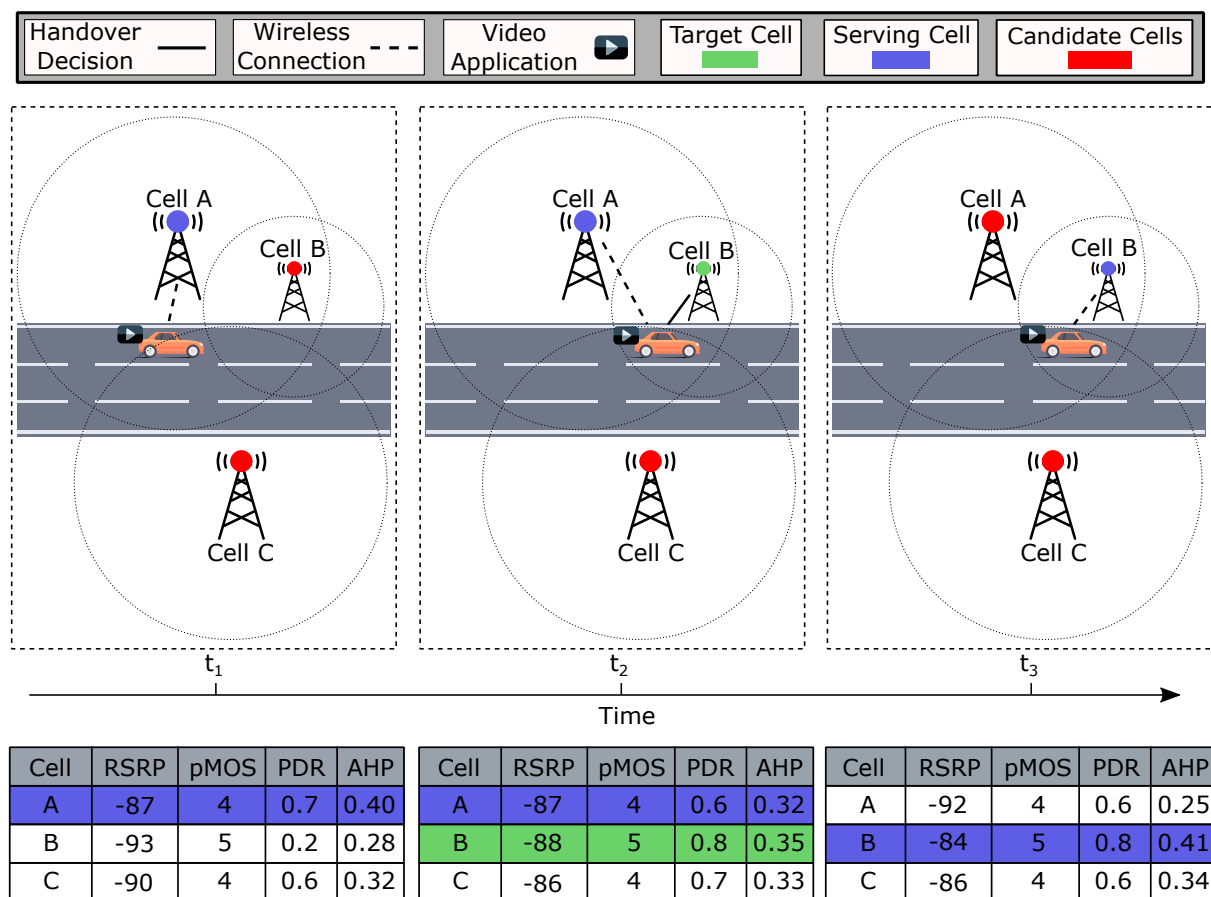 Handover Decision
Wireless Connection
Video Application
Target Cell
Serving Cell
Candidate Cells
Cell A
Cell B
Cell C
Cell A
Cell B
Cell C
Cell A
Cell B
Cell C
t₁
t₂
t₃
Time
Cell RSRP pMOS PDR AHP
A -87 4 0.7 0.40
B -93 5 0.2 0.28
C -90 4 0.6 0.32
Cell RSRP pMOS PDR AHP
A -87 4 0.6 0.32
B -88 5 0.8 0.35
C -86 4 0.7 0.33
Cell RSRP pMOS PDR AHP
A -92 4 0.6 0.25
B -84 5 0.8 0.41
C -86 4 0.6 0.34